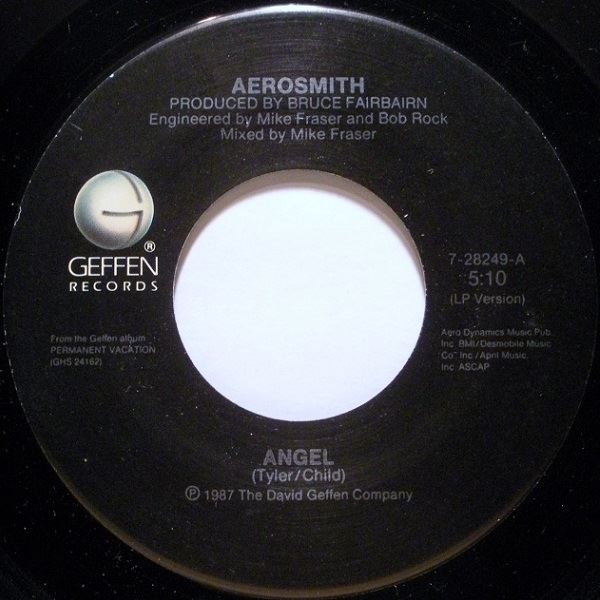 AEROSMITH
PRODUCED BY BRUCE FAIRBAIRN
Engineered by Mike Fraser and Bob Rock
Mixed by Mike Fraser
G
®
GEFFEN
RECORDS
7-28249-A
5:10
(LP Version)
From the Geffen album
PERMANENT VACATION
(GHS 24162)
Aero Dynamics Music Pub.
Inc BMI/Desmobile Music
Co Inc / April Music,
Inc ASCAP
ANGEL
(Tyler/Child)
℗ 1987 The David Geffen Company